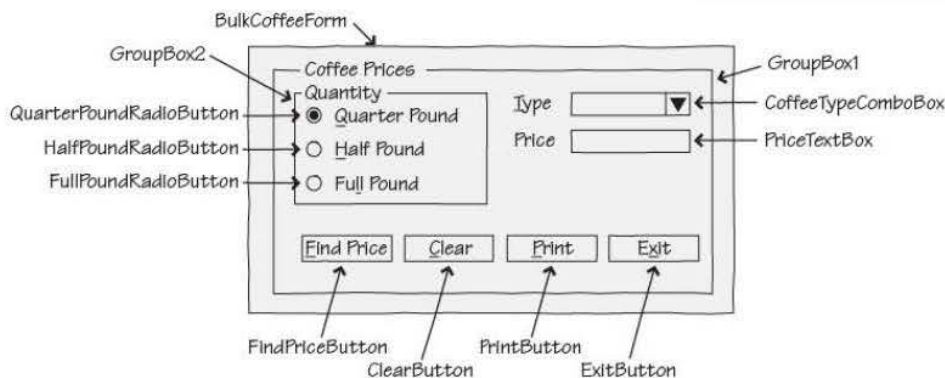 BulkCoffeeForm
GroupBox2
GroupBox1
Coffee Prices
Quantity
QuarterPoundRadioButton
Quarter Pound
Type
CoffeeTypeComboBox
HalfPoundRadioButton
Half Pound
Price
PriceTextBox
FullPoundRadioButton
Full Pound
Find Price
Clear
Print
Exit
FindPriceButton
PrintButton
ClearButton
ExitButton